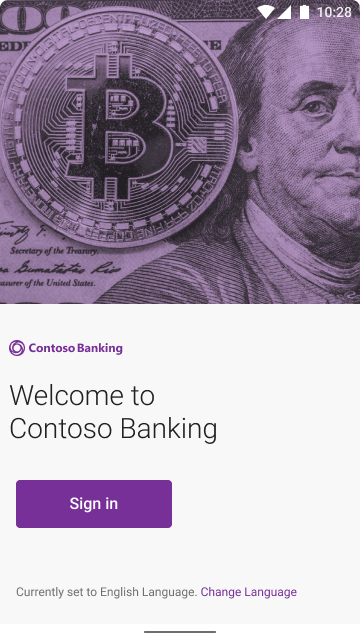 10:28
Secretary of the Treasury.
Treasurer of the United States.
Contoso Banking
Welcome to
Contoso Banking
Sign in
Currently set to English Language. Change Language